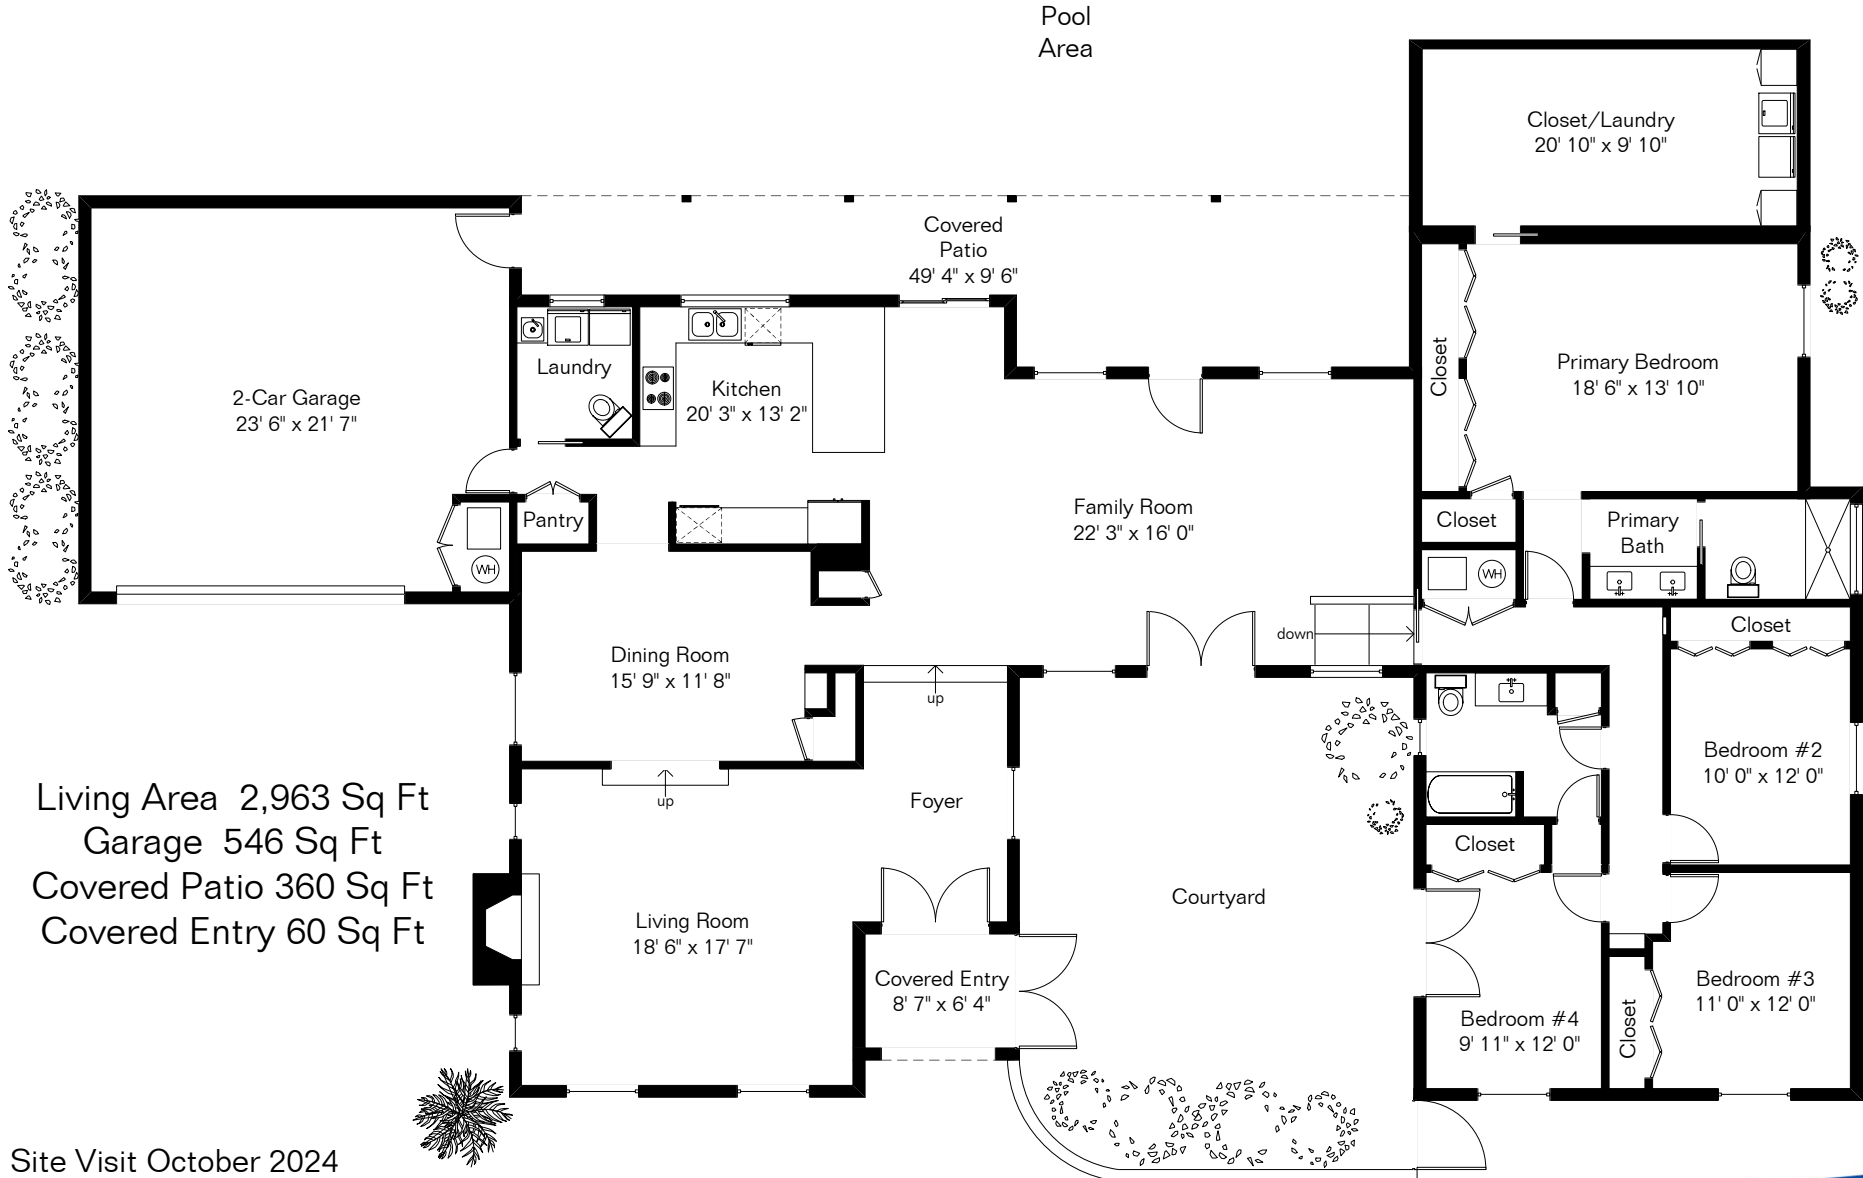 Pool
Area
Closet/Laundry
20' 10" x 9' 10"
Covered
Patio
49' 4" x 9' 6"
Closet
Primary Bedroom
18' 6" x 13' 10"
Laundry
2-Car Garage
23' 6" x 21' 7"
Kitchen
20' 3" x 13' 2"
Pantry
WH
Family Room
22' 3" x 16' 0"
Closet
Primary
Bath
WH
Closet
down
Dining Room
15' 9" x 11' 8"
up
up
Foyer
Bedroom #2
10' 0" x 12' 0"
Living Area 2,963 Sq Ft
Garage 546 Sq Ft
Covered Patio 360 Sq Ft
Covered Entry 60 Sq Ft
Closet
Courtyard
Living Room
18' 6" x 17' 7"
Covered Entry
8' 7" x 6' 4"
Bedroom #3
11' 0" x 12' 0"
Bedroom #4
9' 11" x 12' 0"
Closet
Site Visit October 2024